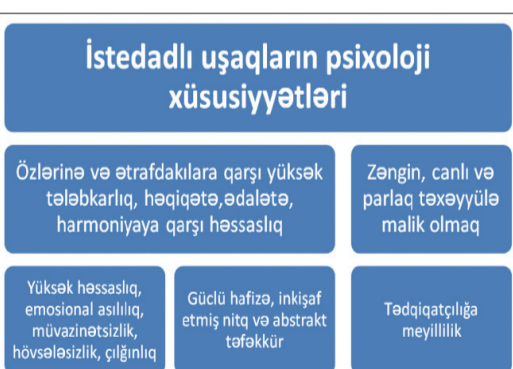 İstedadlı uşaqların psixoloji
xüsusiyyətləri
Özlərinə və ətrafdakılara qarşı yüksək
tələbkarlıq, həqiqətə,ədalətə,
harmoniyaya qarşı həssaslıq
Zəngin, canlı və
parlaq təxəyyülə
malik olmaq
Yüksək həssaslıq,
emosional asılılıq,
müvazinətsizlik,
hövsələsizlik, çılğınlıq
Güclü hafizə, inkişaf
etmiş nitq və abstrakt
təfəkkür
Tədqiqatçılığa
meyillilik